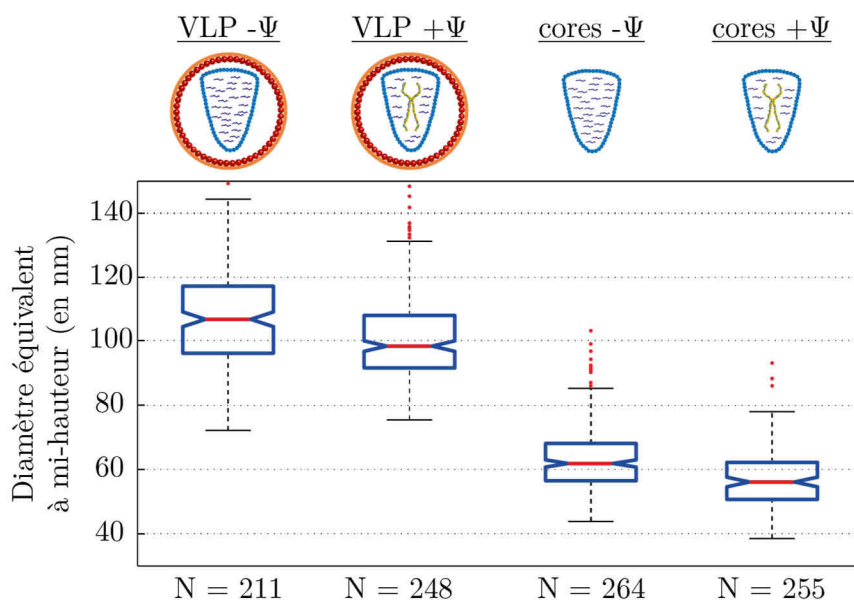 VLP -Ψ
VLP +Ψ
cores -Ψ
cores +Ψ
Diamètre équivalent
à mi-hauteur (en nm)
140
120
100
80
60
40
N = 211
N = 248
N = 264
N = 255